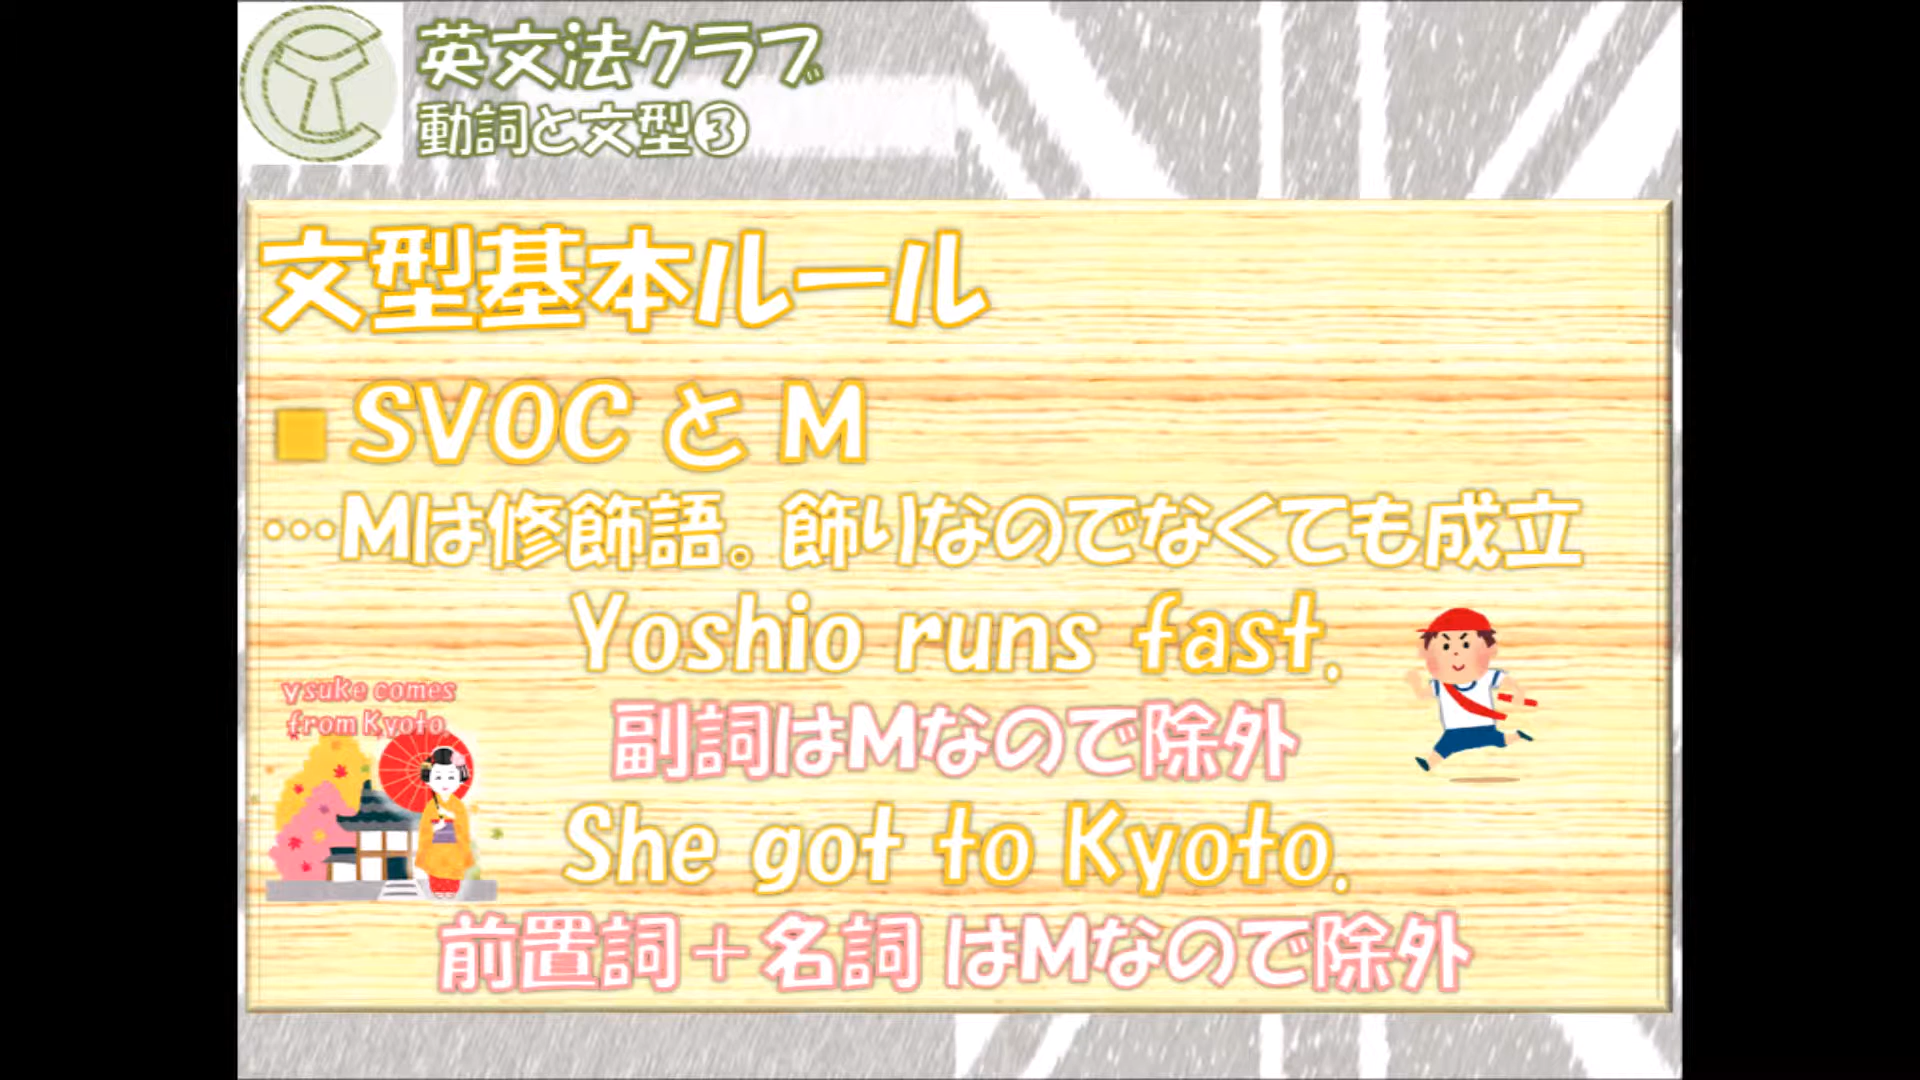 英文法クラブ
動詞と文型❸
文型基本ルール
■ SVOC と M
…Mは修飾語。飾りなのでなくても成立
Yoshio runs fast.
副詞はMなので除外
Ysuke comes
from Kyoto.
She got to Kyoto.
前置詞＋名詞 はMなので除外